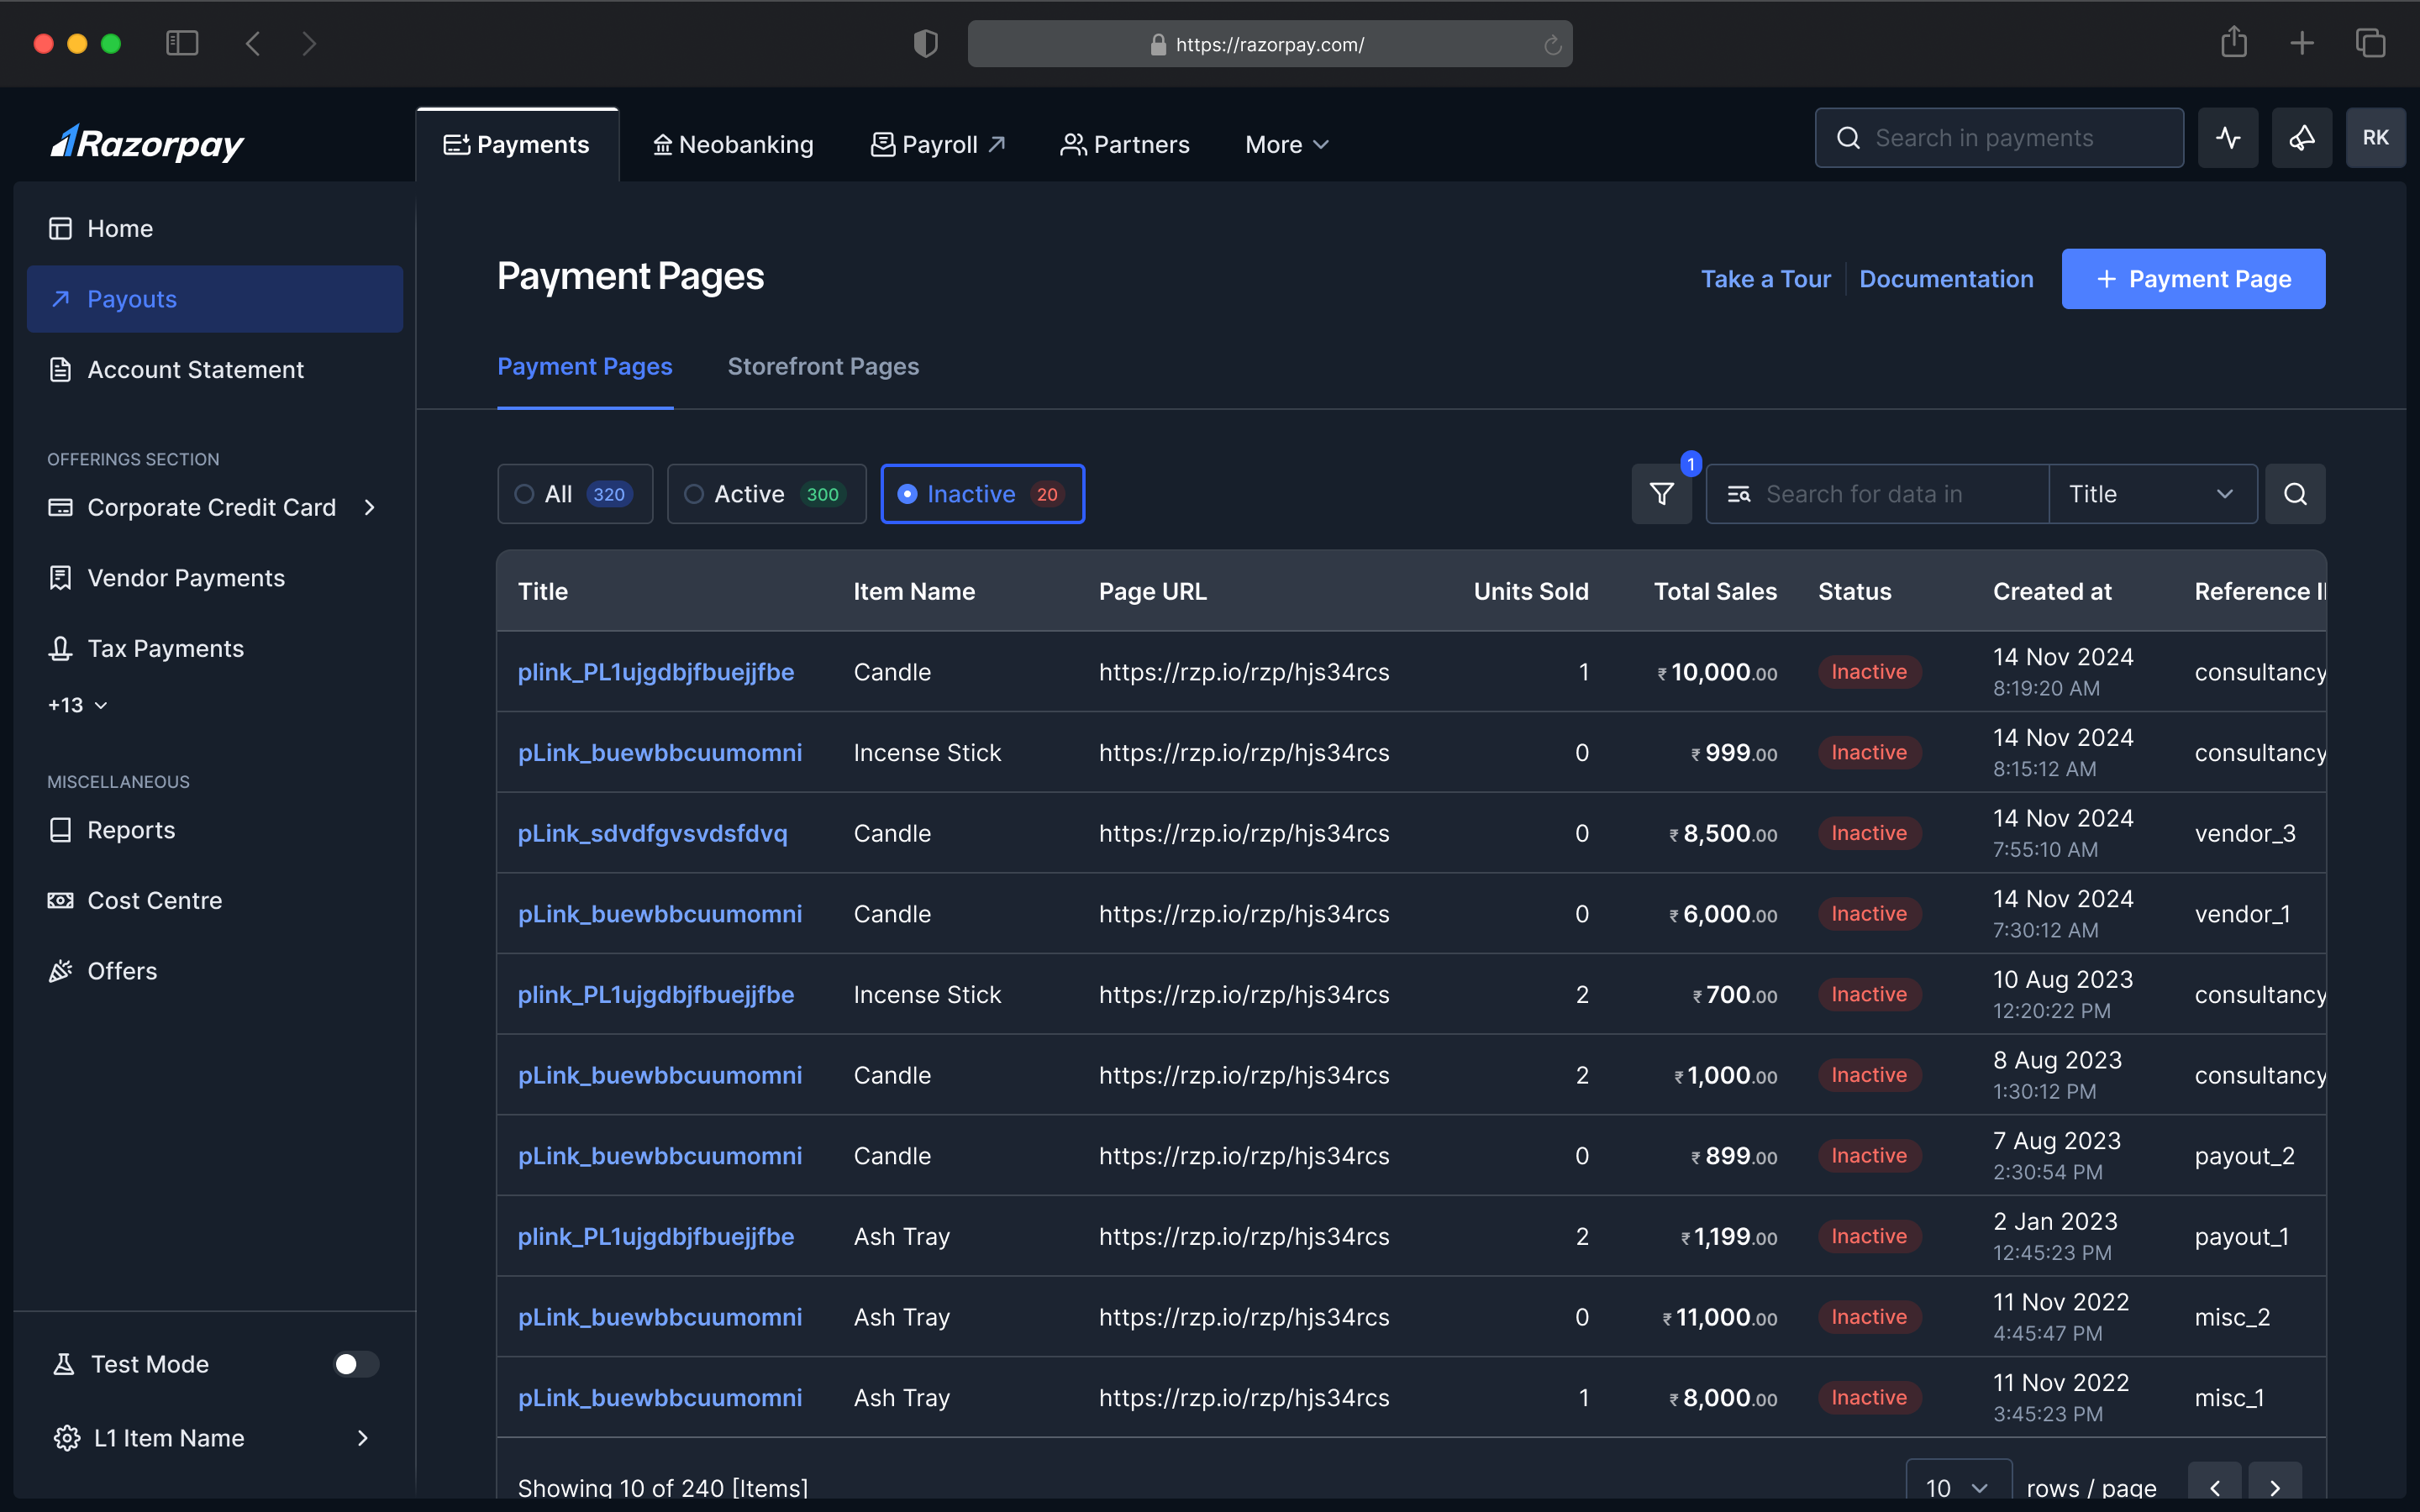 https://razorpay.com/
Razorpay
Payments
Neobanking
Payroll
Partners
More
Search in payments
RK
Home
Payouts
Account Statement
OFFERINGS SECTION
Corporate Credit Card
Vendor Payments
Tax Payments
+13
MISCELLANEOUS
Reports
Cost Centre
Offers
Test Mode
L1 Item Name
Payment Pages
Take a Tour
Documentation
+ Payment Page
Payment Pages
Storefront Pages
All 320
Active 300
Inactive 20
1
Search for data in
Title
Title Item Name Page URL Units Sold Total Sales Status Created at Reference
plink_PL1ujgdbjfbuejjfbe Candle https://rzp.io/rzp/hjs34rcs 1 ₹10,000.00 Inactive 14 Nov 2024 consultancy
8:19:20 AM
pLink_buewbbcuumomni Incense Stick https://rzp.io/rzp/hjs34rcs 0 ₹999.00 Inactive 14 Nov 2024 consultancy
8:15:12 AM
pLink_sdvdfgvsvdsfdvq Candle https://rzp.io/rzp/hjs34rcs 0 ₹8,500.00 Inactive 14 Nov 2024 vendor_3
7:55:10 AM
pLink_buewbbcuumomni Candle https://rzp.io/rzp/hjs34rcs 0 ₹6,000.00 Inactive 14 Nov 2024 vendor_1
7:30:12 AM
plink_PL1ujgdbjfbuejjfbe Incense Stick https://rzp.io/rzp/hjs34rcs 2 ₹700.00 Inactive 10 Aug 2023 consultancy
12:20:22 PM
pLink_buewbbcuumomni Candle https://rzp.io/rzp/hjs34rcs 2 ₹1,000.00 Inactive 8 Aug 2023 consultancy
1:30:12 PM
pLink_buewbbcuumomni Candle https://rzp.io/rzp/hjs34rcs 0 ₹899.00 Inactive 7 Aug 2023 payout_2
2:30:54 PM
plink_PL1ujgdbjfbuejjfbe Ash Tray https://rzp.io/rzp/hjs34rcs 2 ₹1,199.00 Inactive 2 Jan 2023 payout_1
12:45:23 PM
pLink_buewbbcuumomni Ash Tray https://rzp.io/rzp/hjs34rcs 0 ₹11,000.00 Inactive 11 Nov 2022 misc_2
4:45:47 PM
pLink_buewbbcuumomni Ash Tray https://rzp.io/rzp/hjs34rcs 1 ₹8,000.00 Inactive 11 Nov 2022 misc_1
3:45:23 PM
Showing 10 of 240 [Items]
10
rows / page